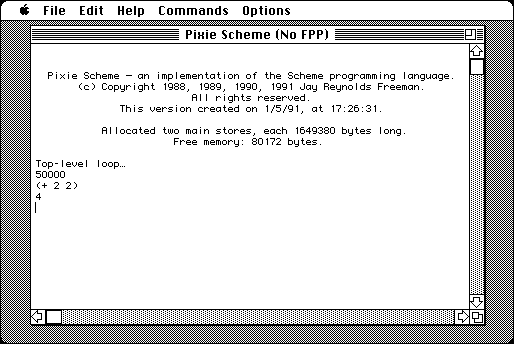 File Edit Help Commands Options
Pixie Scheme (No FPP)
Pixie Scheme – an implementation of the Scheme programming language.
(c) Copyright 1988, 1989, 1990, 1991 Jay Reynolds Freeman.
All rights reserved.
This version created on 1/5/91, at 17:26:31.
Allocated two main stores, each 1649380 bytes long.
Free memory: 80172 bytes.
Top-level loop…
50000
(+ 2 2)
4